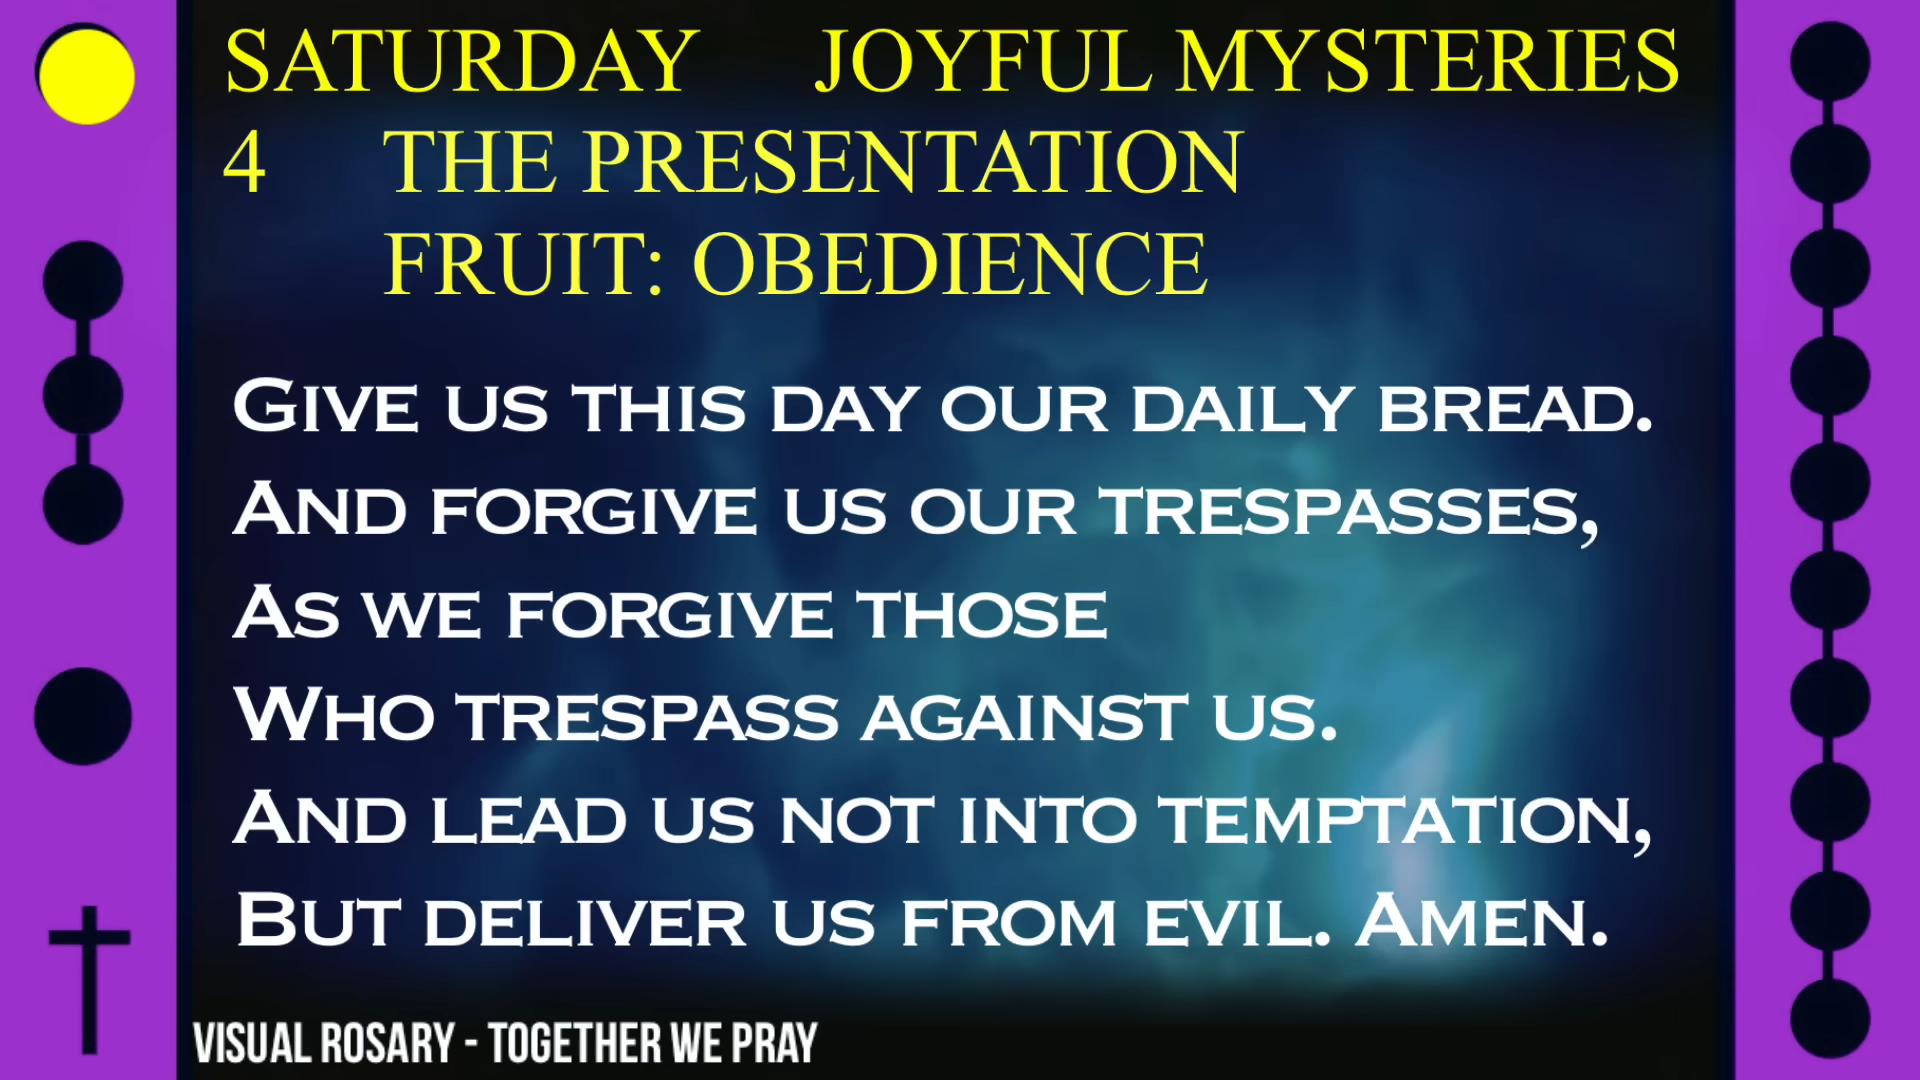 SATURDAY JOYFUL MYSTERIES
4 THE PRESENTATION
FRUIT: OBEDIENCE
GIVE US THIS DAY OUR DAILY BREAD.
AND FORGIVE US OUR TRESPASSES,
AS WE FORGIVE THOSE
WHO TRESPASS AGAINST US.
AND LEAD US NOT INTO TEMPTATION,
BUT DELIVER US FROM EVIL. AMEN.
VISUAL ROSARY - TOGETHER WE PRAY